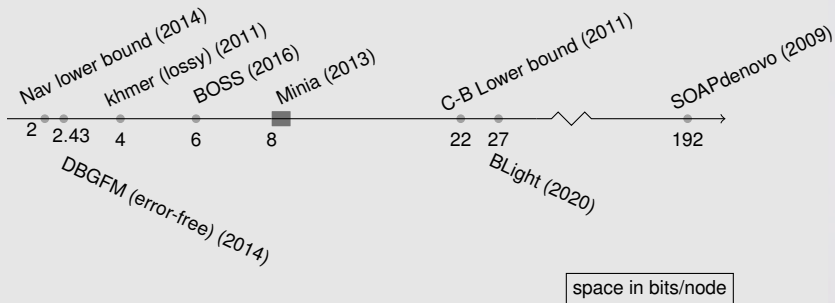 Nav lower bound (2014)
khmer (lossy) (2011)
BOSS (2016)
Minia (2013)
C-B Lower bound (2011)
SOAPdenovo (2009)
2
2.43
4
6
8
22
27
192
DBGFM (error-free) (2014)
BLight (2020)
space in bits/node